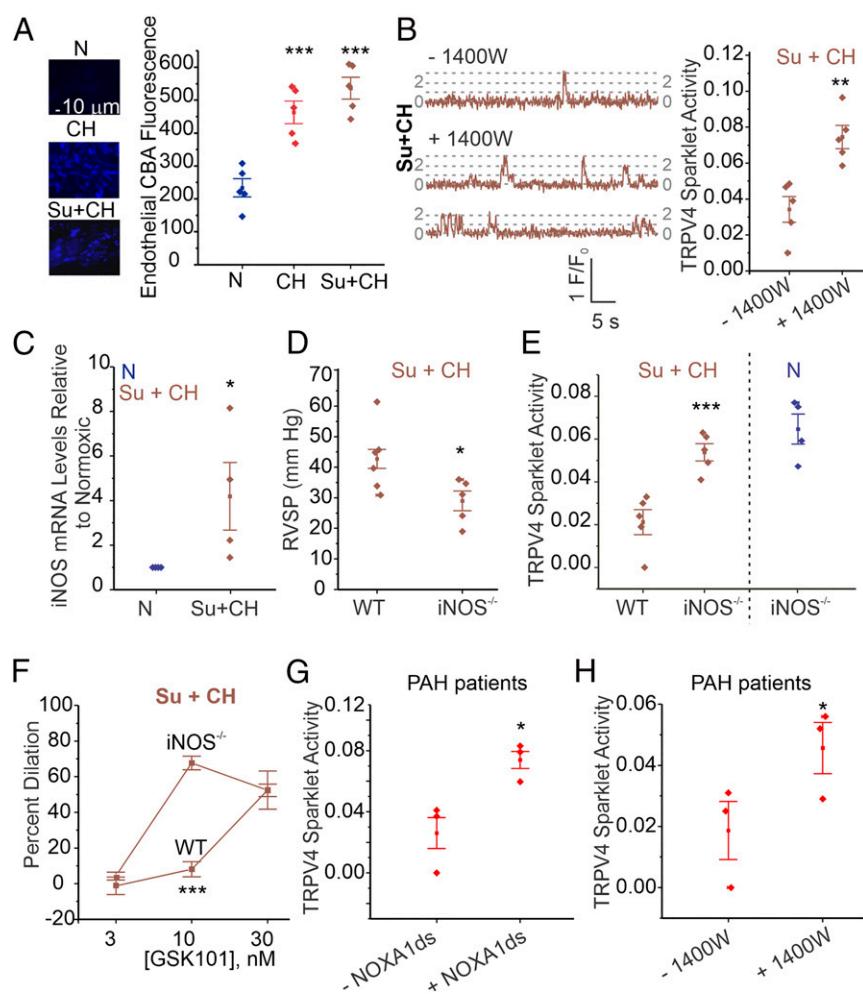 A
N
-10 μm
CH
Su+CH
Endothelial CBA Fluorescence
600
500
400
300
200
100
0
***
***
N
CH
Su+CH
B
Su+CH
- 1400W
2
0
2
0
+ 1400W
2
0
2
0
2
0
2
0
1 F/F0
5 s
TRPV4 Sparklet Activity
Su + CH
0.12
0.10
0.08
0.06
0.04
0.02
0.00
**
- 1400W
+ 1400W
C
iNOS mRNA Levels Relative
to Normoxic
N
Su + CH
10
8
6
4
2
1
0
*
N
Su+CH
D
RVSP (mm Hg)
Su + CH
70
60
50
40
30
20
10
0
*
WT
iNOS-/-
E
TRPV4 Sparklet Activity
Su + CH
N
0.08
0.06
0.04
0.02
0.00
***
WT
iNOS-/-
iNOS-/-
F
Su + CH
Percent Dilation
100
80
60
40
20
0
-20
iNOS-/-
WT
***
3
10
30
[GSK101], nM
G
PAH patients
TRPV4 Sparklet Activity
0.12
0.08
0.04
0.00
*
- NOXA1ds
+ NOXA1ds
H
PAH patients
TRPV4 Sparklet Activity
0.06
0.04
0.02
0.00
*
- 1400W
+ 1400W